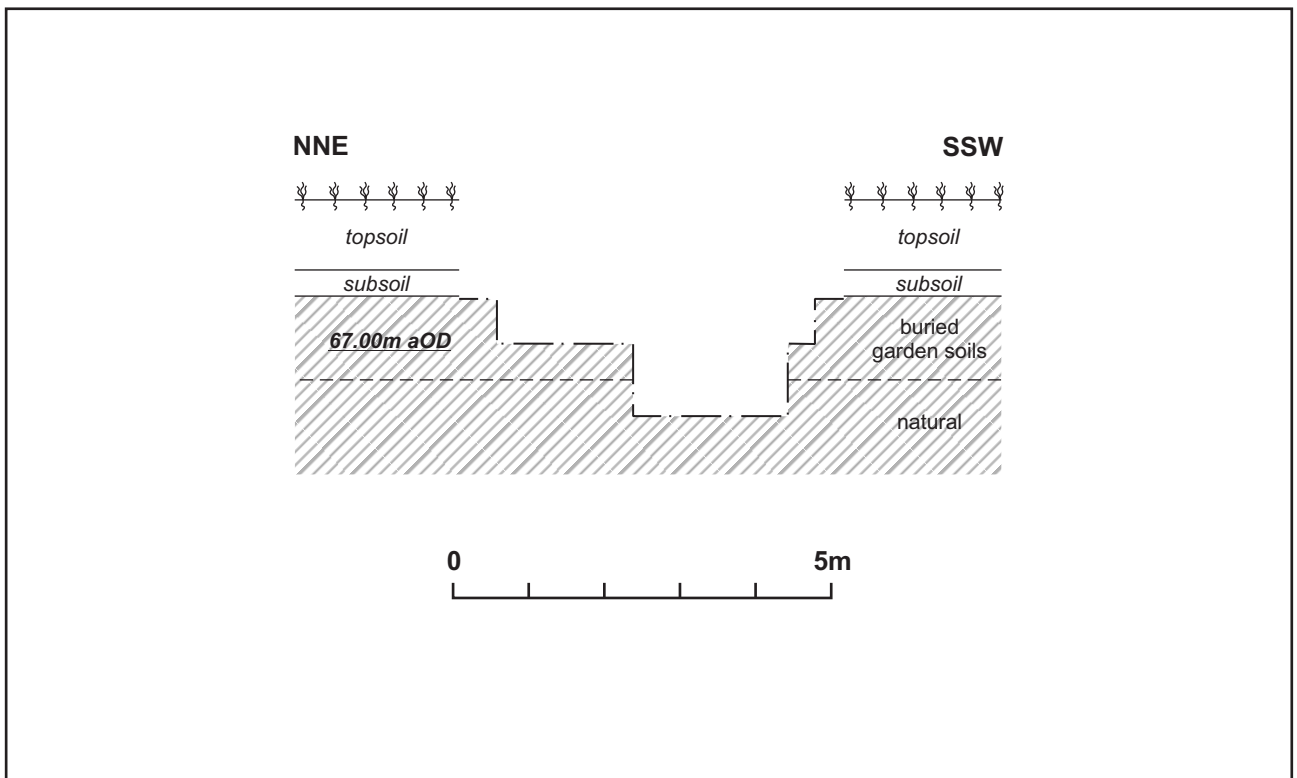 NNE
SSW
topsoil
topsoil
subsoil
subsoil
67.00m aOD
buried
garden soils
natural
0
5m